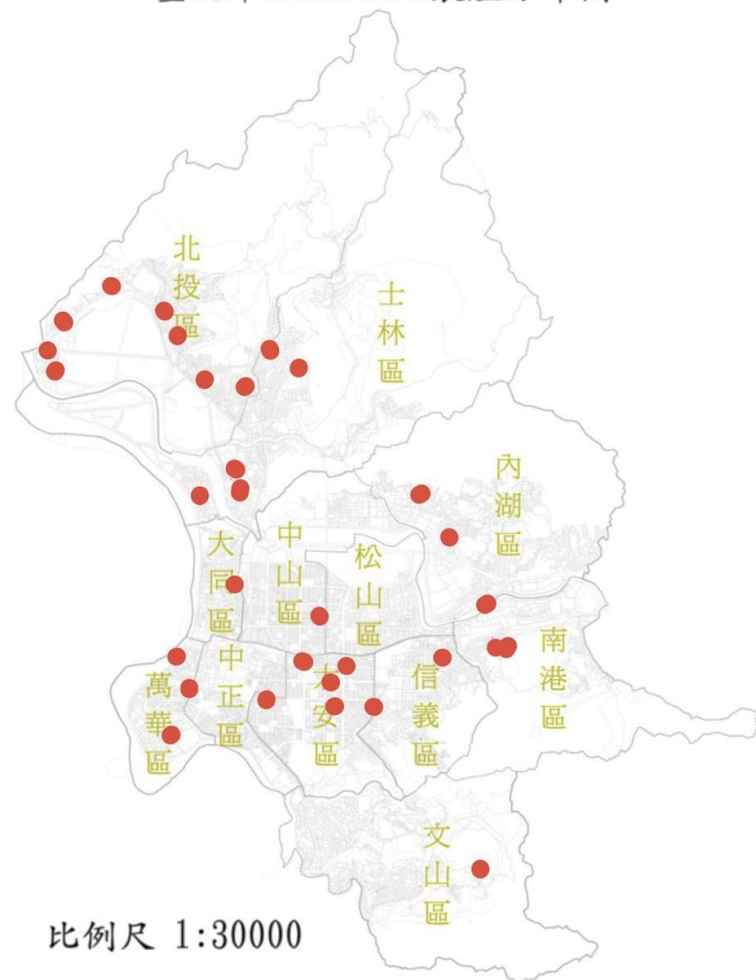 北投區
士林區
內湖區
大同區
中山區
松山區
南港區
萬華區
中正區
大安區
信義區
文山區
比例尺 1:30000